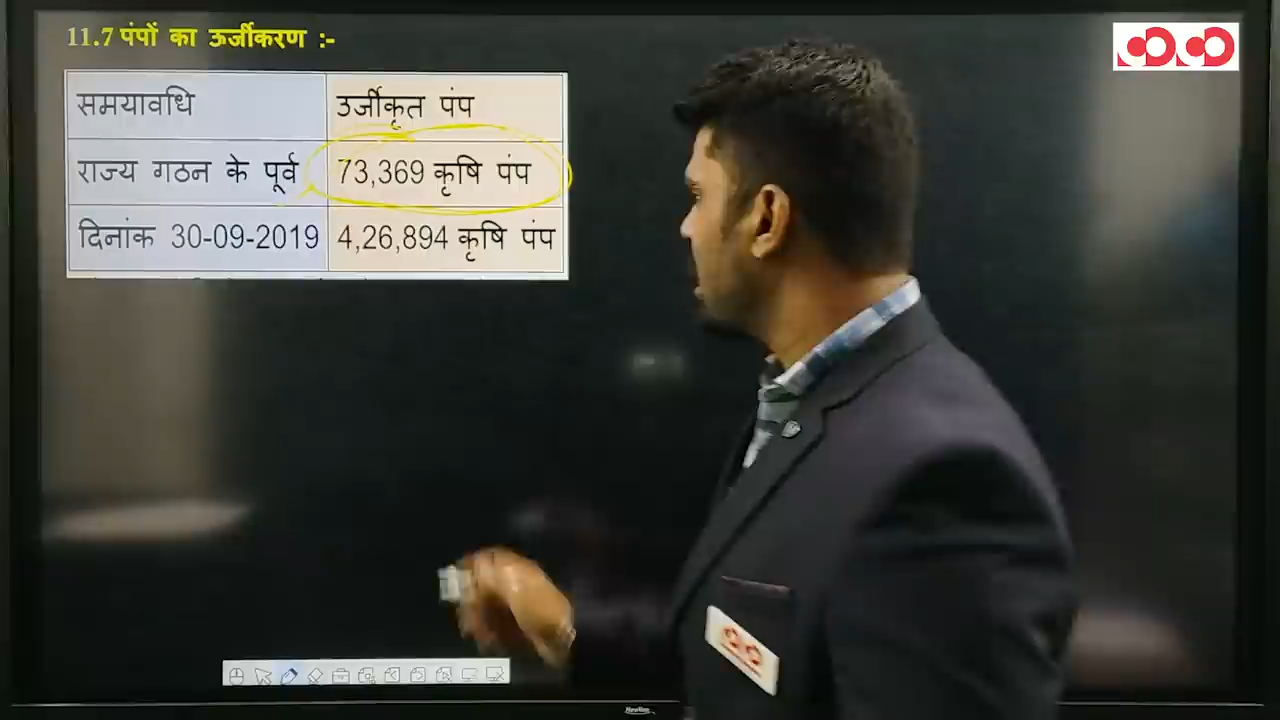 11.7 पंपों का ऊर्जीकरण :-
समयावधि उर्जीकृत पंप
राज्य गठन के पूर्व 73,369 कृषि पंप
दिनांक 30-09-2019 4,26,894 कृषि पंप